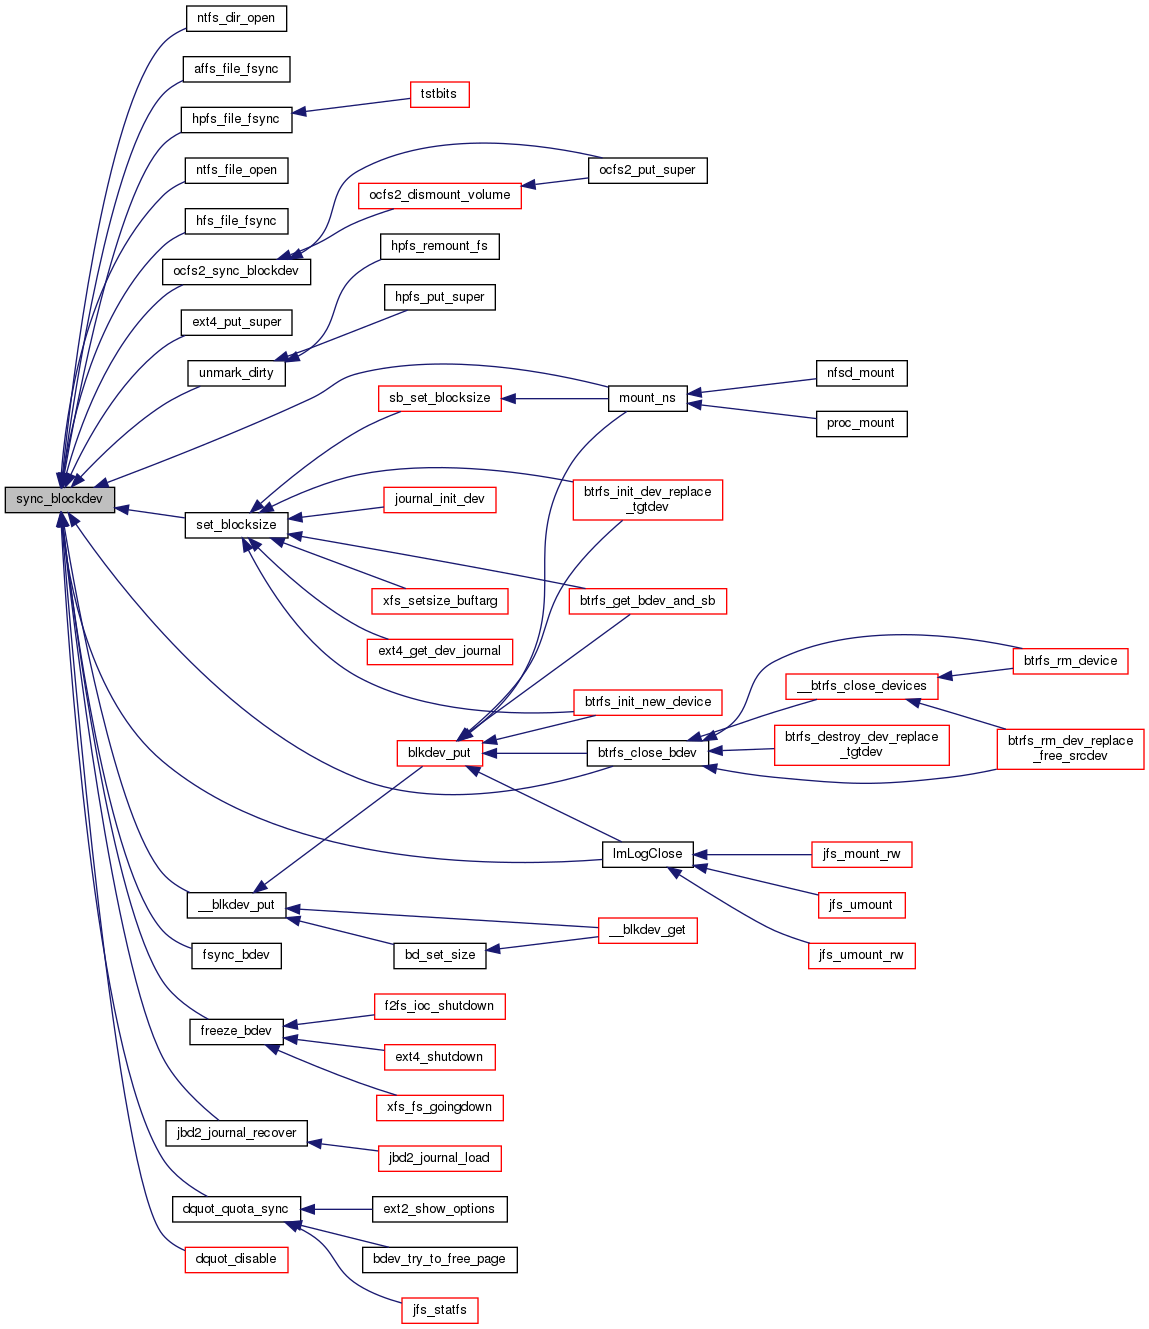 ntfs_dir_open
affs_file_fsync
tstbits
hpfs_file_fsync
ntfs_file_open
ocfs2_put_super
ocfs2_dismount_volume
hfs_file_fsync
hpfs_remount_fs
ocfs2_sync_blockdev
hpfs_put_super
ext4_put_super
unmark_dirty
nfsd_mount
sb_set_blocksize
mount_ns
proc_mount
sync_blockdev
journal_init_dev
btrfs_init_dev_replace
_tgtdev
set_blocksize
xfs_setsize_buftarg
btrfs_get_bdev_and_sb
ext4_get_dev_journal
btrfs_rm_device
__btrfs_close_devices
btrfs_init_new_device
blkdev_put
btrfs_close_bdev
btrfs_destroy_dev_replace
_tgtdev
btrfs_rm_dev_replace
_free_srcdev
lmLogClose
jfs_mount_rw
__blkdev_put
jfs_umount
__blkdev_get
fsync_bdev
bd_set_size
jfs_umount_rw
f2fs_ioc_shutdown
freeze_bdev
ext4_shutdown
xfs_fs_goingdown
jbd2_journal_recover
jbd2_journal_load
dquot_quota_sync
ext2_show_options
dquot_disable
bdev_try_to_free_page
jfs_statfs